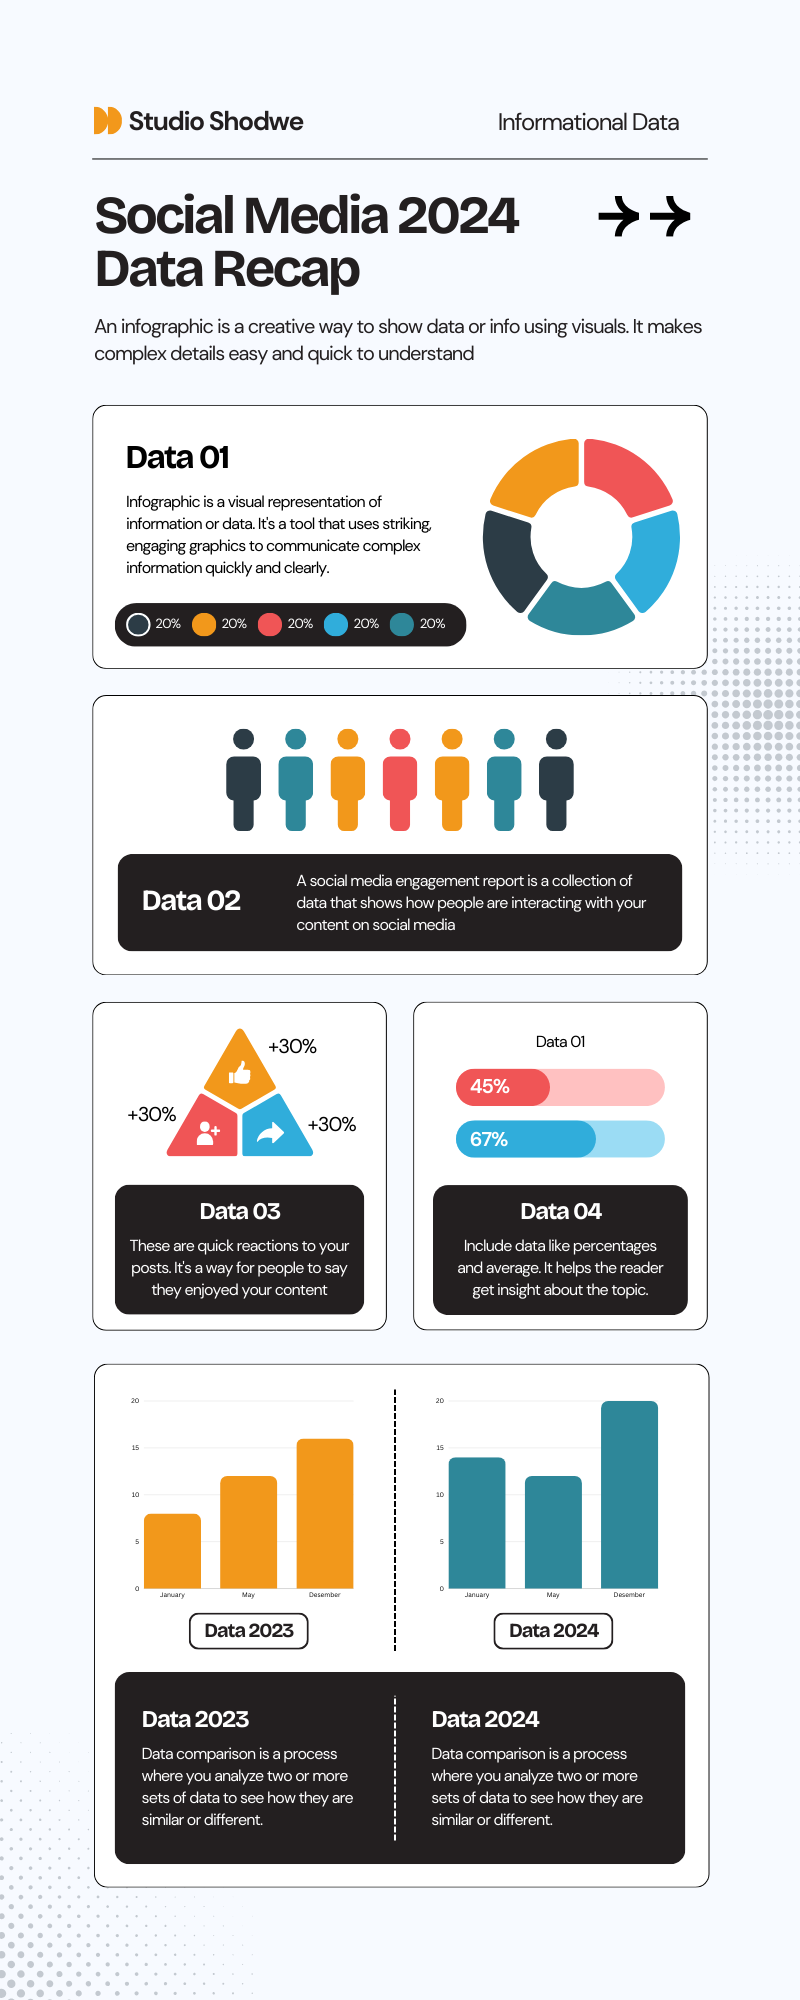 Studio Shodwe
Informational Data
Social Media 2024
Data Recap
An infographic is a creative way to show data or info using visuals. It makes
complex details easy and quick to understand
Data 01
Infographic is a visual representation of
information or data. It's a tool that uses striking,
engaging graphics to communicate complex
information quickly and clearly.
20% 20% 20% 20% 20%
Data 02
A social media engagement report is a collection of
data that shows how people are interacting with your
content on social media
+30%
+30%
+30%
Data 03
These are quick reactions to your
posts. It's a way for people to say
they enjoyed your content
Data 01
45%
67%
Data 04
Include data like percentages
and average. It helps the reader
get insight about the topic.
20
15
10
5
0
January May Desember
Data 2023
20
15
10
5
0
January May Desember
Data 2024
Data 2023
Data comparison is a process
where you analyze two or more
sets of data to see how they are
similar or different.
Data 2024
Data comparison is a process
where you analyze two or more
sets of data to see how they are
similar or different.